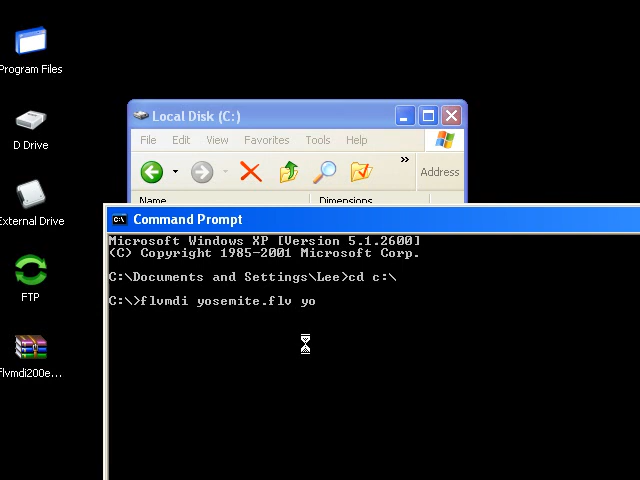 Program Files
D Drive
External Drive
FTP
flvmdi200e...
Local Disk (C:)
File Edit View Favorites Tools Help
» Address
Name Dimensions
C:\ Command Prompt
Microsoft Windows XP [Version 5.1.2600]
(C) Copyright 1985-2001 Microsoft Corp.
C:\Documents and Settings\Lee>cd c:\
C:\>flvmdi yosemite.flv yo